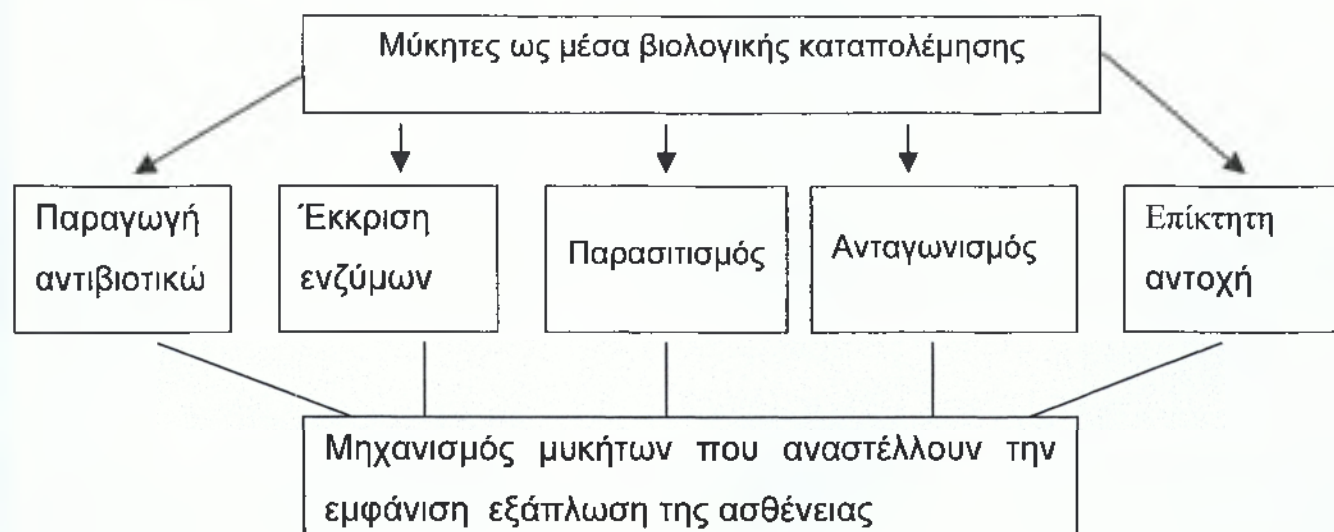 Μύκητες ως μέσα βιολογικής καταπολέμησης
Παραγωγή
αντιβιοτικώ
Έκκριση
ενζύμων
Παρασιτισμός
Ανταγωνισμός
Επίκτητη
αντοχή
Μηχανισμός μυκήτων που αναστέλλουν την
εμφάνιση εξάπλωση της ασθένειας